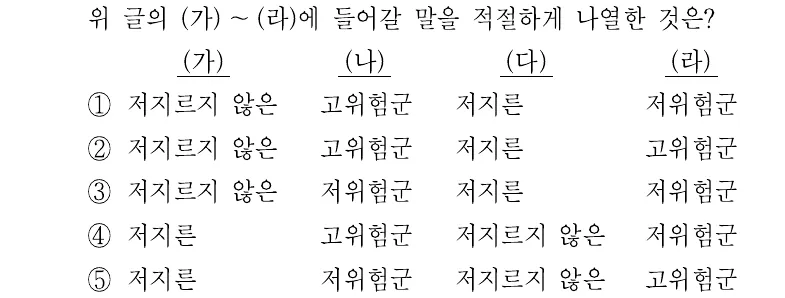 위 글의 (가) ~ (라)에 들어갈 말을 적절하게 나열한 것은?
(가) (나) (다) (라)
① 저지르지 않은 고위험군 저지른 저위험군
② 저지르지 않은 고위험군 저지른 고위험군
③ 저지르지 않은 저위험군 저지른 저위험군
④ 저지른 고위험군 저지르지 않은 저위험군
⑤ 저지른 저위험군 저지르지 않은 고위험군